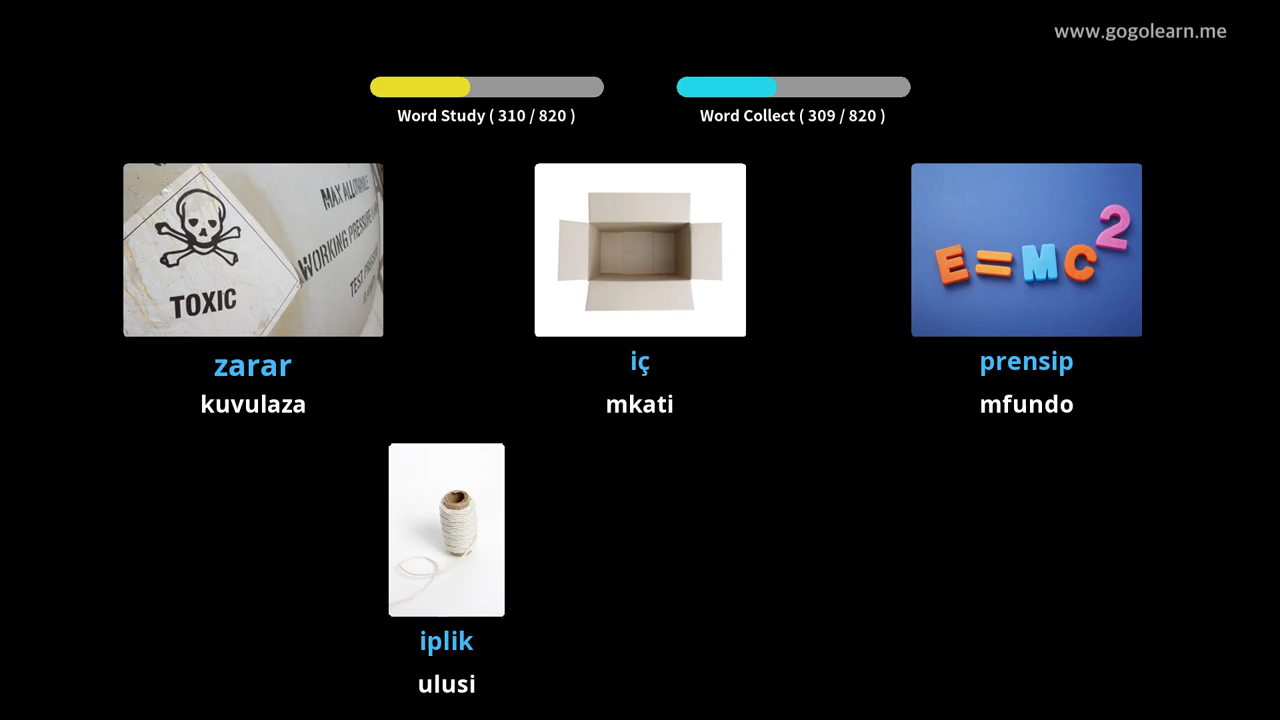 www.gogolearn.me
Word Study ( 310 / 820 )
Word Collect ( 309 / 820 )
MAX ALLOWABLE
WORKING PRESSURE
TEST PRESS
TOXIC
E=MC2
zarar
iç
prensip
kuvulaza
mkati
mfundo
iplik
ulusi